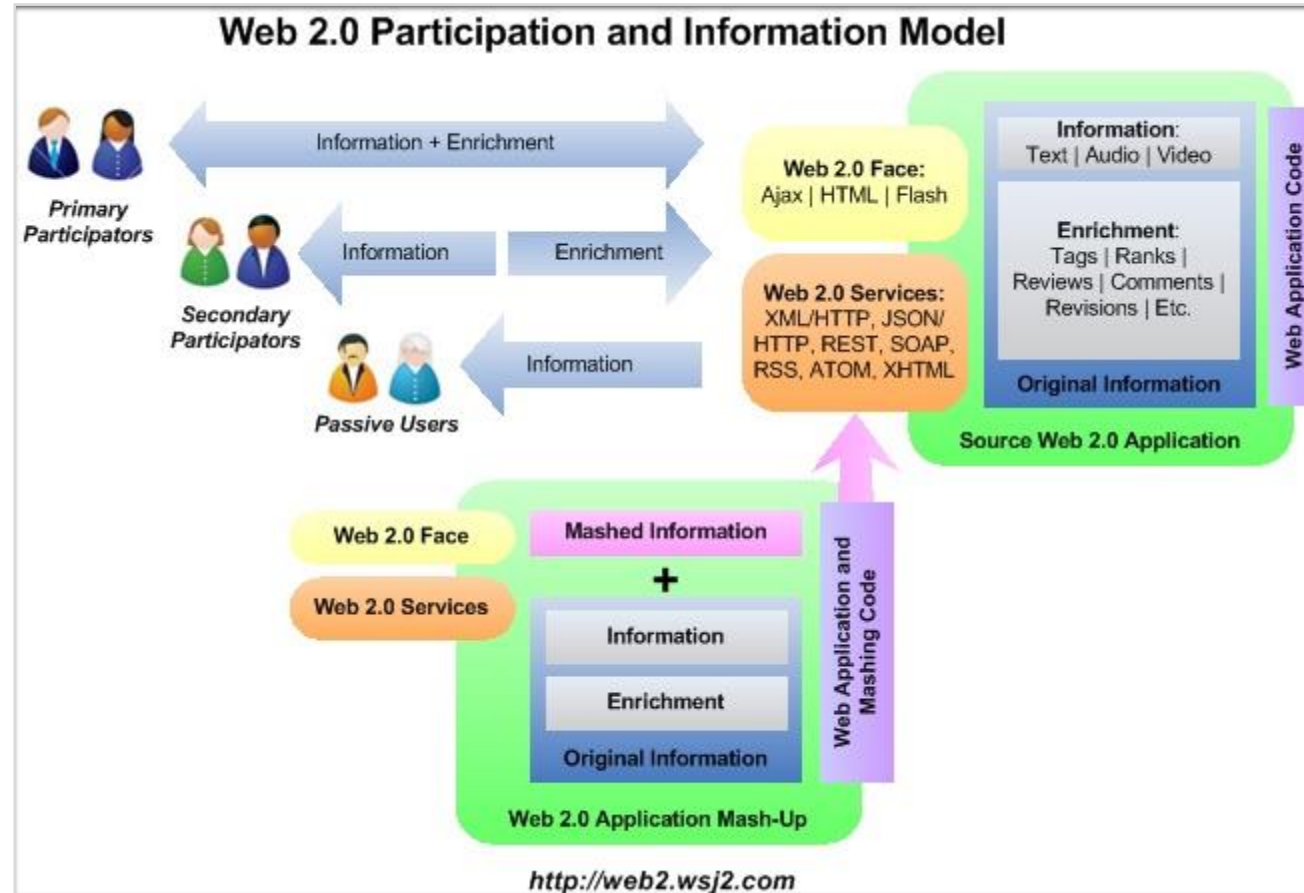 Web 2.0 Participation and Information Model
Information + Enrichment
Primary
Participators
Information
Enrichment
Secondary
Participators
Information
Passive Users
Web 2.0 Face:
Ajax | HTML | Flash
Web 2.0 Services:
XML/HTTP, JSON/
HTTP, REST, SOAP,
RSS, ATOM, XHTML
Information:
Text | Audio | Video
Enrichment:
Tags | Ranks |
Reviews | Comments |
Revisions | Etc.
Original Information
Web Application Code
Source Web 2.0 Application
Web 2.0 Face
Web 2.0 Services
Mashed Information
+
Information
Enrichment
Original Information
Web Application and
Mashing Code
Web 2.0 Application Mash-Up
http://web2.wsj2.com